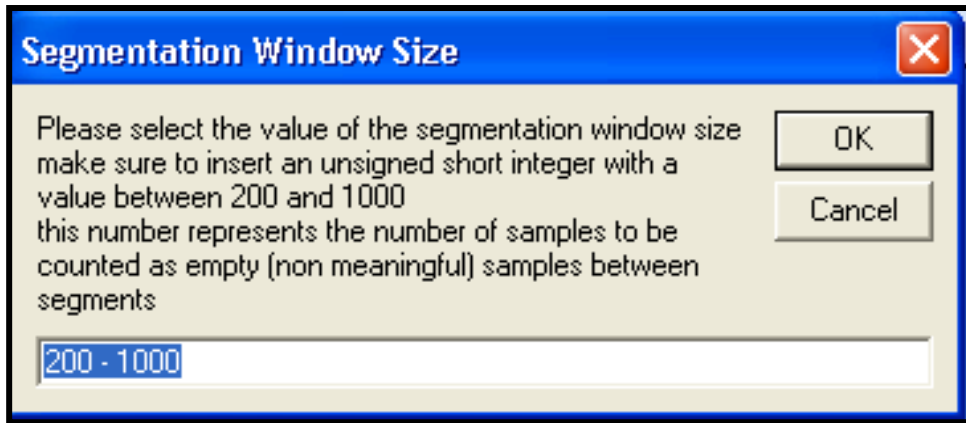 Segmentation Window Size
Please select the value of the segmentation window size
make sure to insert an unsigned short integer with a
value between 200 and 1000
this number represents the number of samples to be
counted as empty (non meaningful) samples between
segments
OK
Cancel
200 - 1000